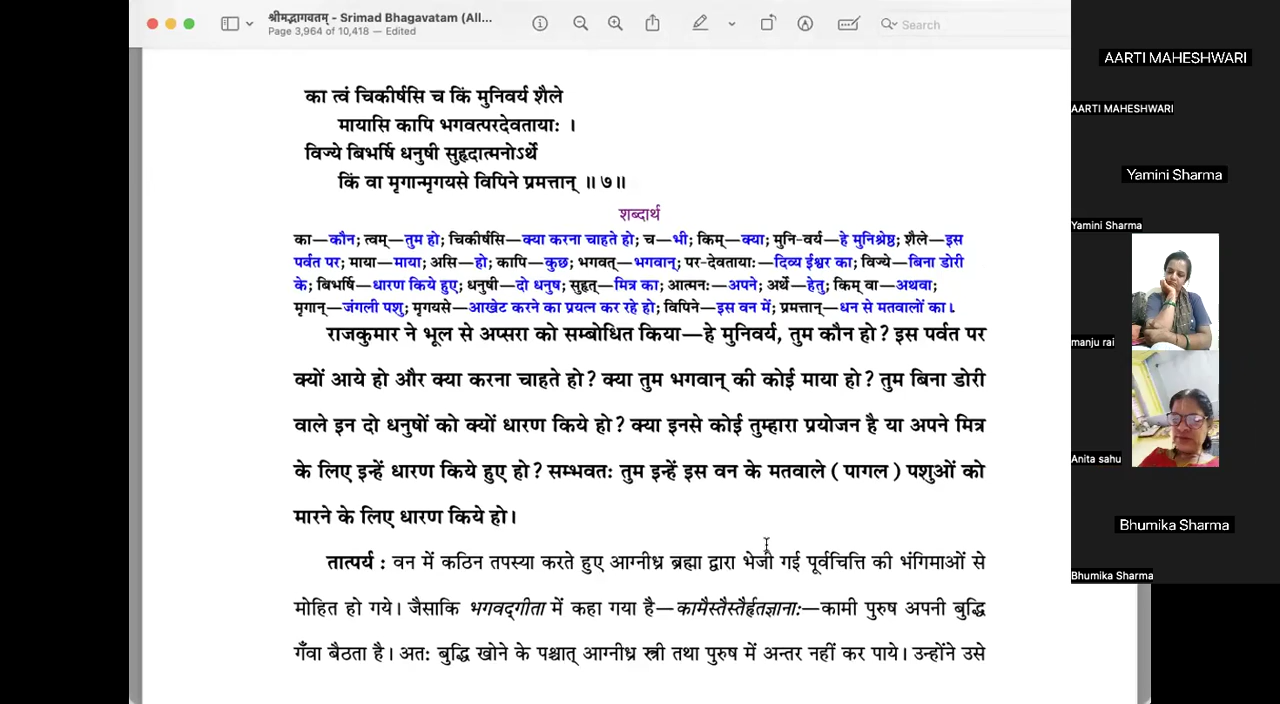 श्रीमद्भागवतम् - Srimad Bhagavatam (All...
Page 3,964 of 10,418 — Edited
Search
का त्वं चिकीर्षसि च किं मुनिवर्य शैले
मायासि कापि भगवत्परदेवतायाः ।
विज्ये बिभर्षि धनुषी सुहृदात्मनोऽर्थे
किं वा मृगान्मृगयसे विपिने प्रमत्तान् ॥ ७॥
शब्दार्थ
का—कौन; त्वम्—तुम हो; चिकीर्षसि—क्या करना चाहते हो; च—भी; किम्—क्या; मुनि-वर्य—हे मुनिश्रेष्ठ; शैले—इस
पर्वत पर; माया—माया; असि—हो; कापि—कुछ; भगवत्—भगवान्; पर-देवतायाः—दिव्य ईश्वर का; विज्ये—बिना डोरी
के; बिभर्षि—धारण किये हुए; धनुषी—दो धनुष; सुहृत्—मित्र का; आत्मनः—अपने; अर्थे—हेतु; किम् वा—अथवा;
मृगान्—जंगली पशु; मृगयसे—आखेट करने का प्रयत्न कर रहे हो; विपिने—इस वन में; प्रमत्तान्—धन से मतवालों का।
राजकुमार ने भूल से अप्सरा को सम्बोधित किया—हे मुनिवर्य, तुम कौन हो? इस पर्वत पर
क्यों आये हो और क्या करना चाहते हो? क्या तुम भगवान् की कोई माया हो? तुम बिना डोरी
वाले इन दो धनुषों को क्यों धारण किये हो? क्या इनसे कोई तुम्हारा प्रयोजन है या अपने मित्र
के लिए इन्हें धारण किये हुए हो? सम्भवतः तुम इन्हें इस वन के मतवाले (पागल) पशुओं को
मारने के लिए धारण किये हो।
तात्पर्य : वन में कठिन तपस्या करते हुए आग्नीध्र ब्रह्मा द्वारा भेजी गई पूर्वचित्ति की भंगिमाओं से
मोहित हो गये। जैसाकि भगवद्गीता में कहा गया है—कामैस्तैस्तैर्हृतज्ञानाः—कामी पुरुष अपनी बुद्धि
गँवा बैठता है। अतः बुद्धि खोने के पश्चात् आग्नीध्र स्त्री तथा पुरुष में अन्तर नहीं कर पाये। उन्होंने उसे
AARTI MAHESHWARI
AARTI MAHESHWARI
Yamini Sharma
Yamini Sharma
manju rai
Anita sahu
Bhumika Sharma
Bhumika Sharma